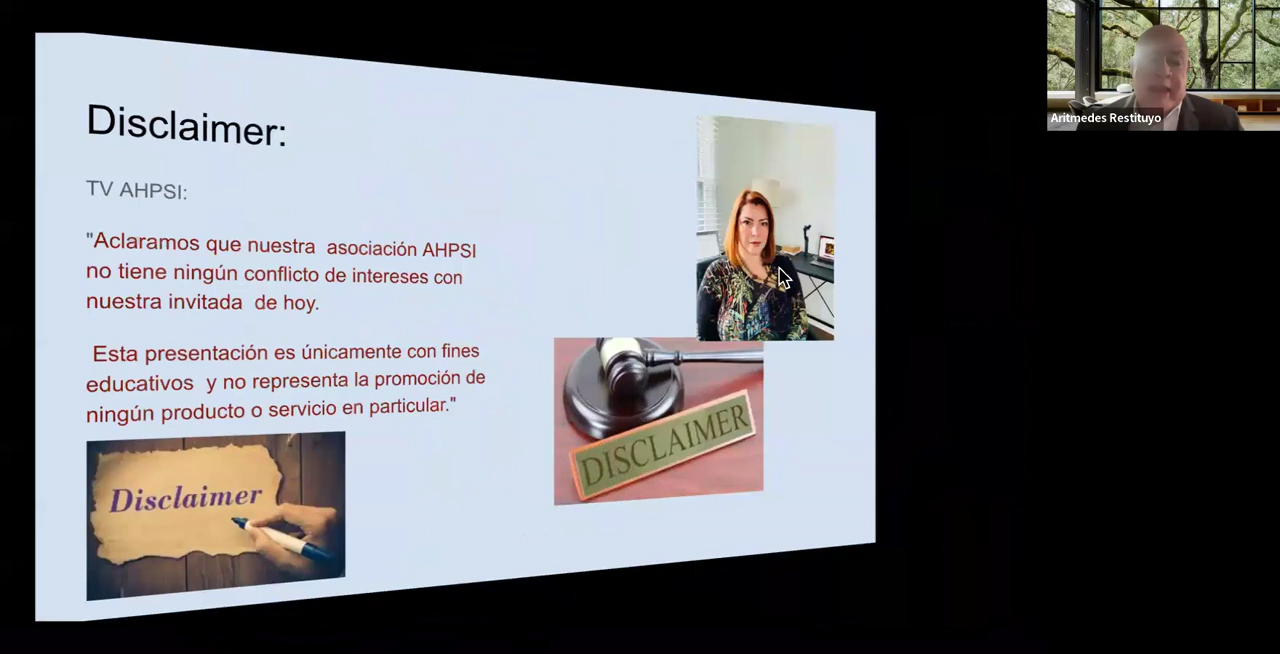 Disclaimer:
TV AHPSI:
"Aclaramos que nuestra asociación AHPSI
no tiene ningún conflicto de intereses con
nuestra invitada de hoy.
Esta presentación es únicamente con fines
educativos y no representa la promoción de
ningún producto o servicio en particular."
Disclaimer
DISCLAIMER
Aritmedes Restituyo